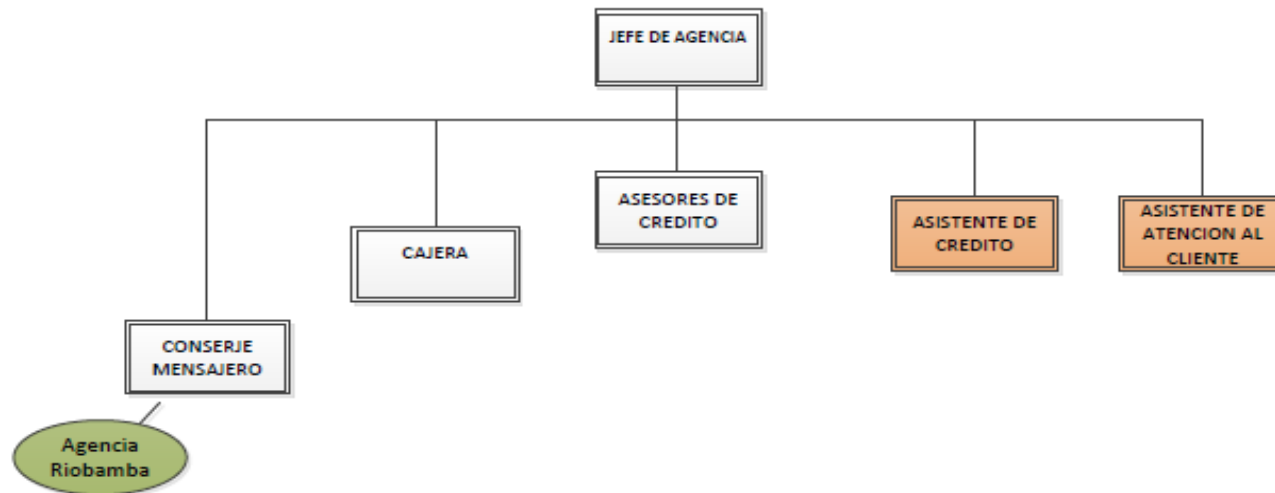 JEFE DE AGENCIA
ASESORES DE
CREDITO
CAJERA
ASISTENTE DE
CREDITO
ASISTENTE DE
ATENCION AL
CLIENTE
CONSERJE
MENSAJERO
Agencia
Riobamba